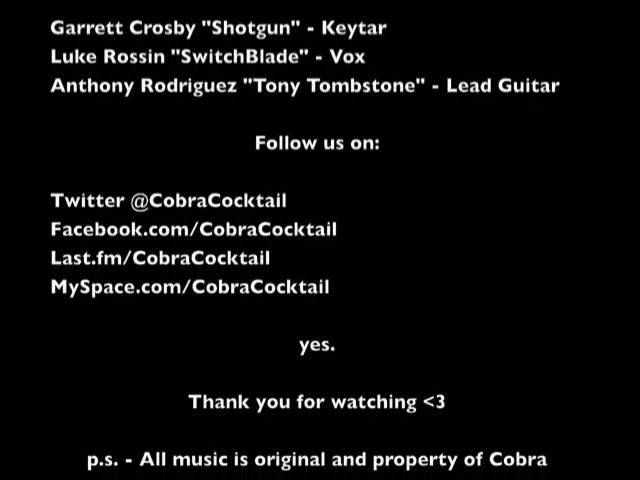 Garrett Crosby "Shotgun" - Keytar
Luke Rossin "SwitchBlade" - Vox
Anthony Rodriguez "Tony Tombstone" - Lead Guitar
Follow us on:
Twitter @CobraCocktail
Facebook.com/CobraCocktail
Last.fm/CobraCocktail
MySpace.com/CobraCocktail
yes.
Thank you for watching <3
p.s. - All music is original and property of Cobra